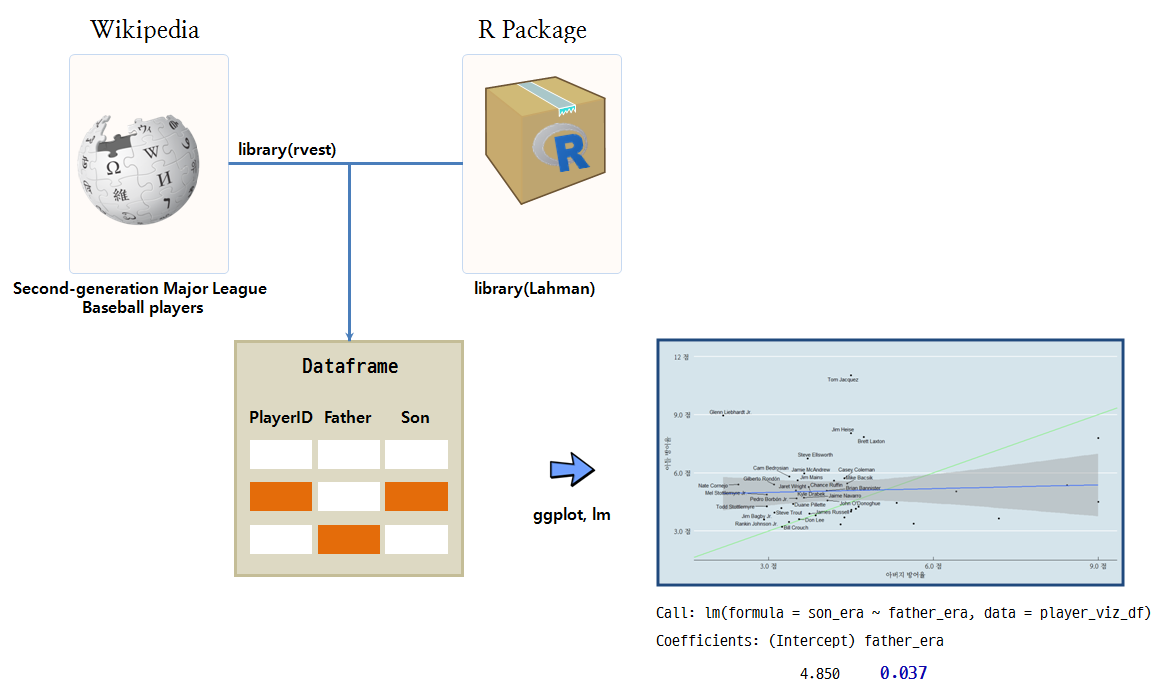 Wikipedia
R Package
library(rvest)
Ω
W
И
維
ウィ
R
Second-generation Major League
Baseball players
library(Lahman)
Dataframe
PlayerID Father Son
ggplot, lm
12 점
9.0 점
6.0 점
3.0 점
아들 방어율
Tom Jacquez
Glenn Liebhardt Jr.
Jim Heise
Brett Laxton
Steve Ellsworth
Cam Bedrosian
Jamie McAndrew
Casey Coleman
Gilberto Rondón
Jim Mains
Mike Bacsik
Nate Cornejo
Jaret Wright
Chance Ruffin
Brian Bannister
Mel Stottlemyre Jr.
Kyle Drabek
Jaime Navarro
Pedro Borbón Jr.
Todd Stottlemyre
Duane Pillette
John O'Donoghue
Jim Bagby Jr.
Steve Trout
James Russell
Rankin Johnson Jr.
Don Lee
Bill Crouch
3.0 점
6.0 점
9.0 점
아버지 방어율
Call: lm(formula = son_era ~ father_era, data = player_viz_df)
Coefficients: (Intercept) father_era
4.850 0.037